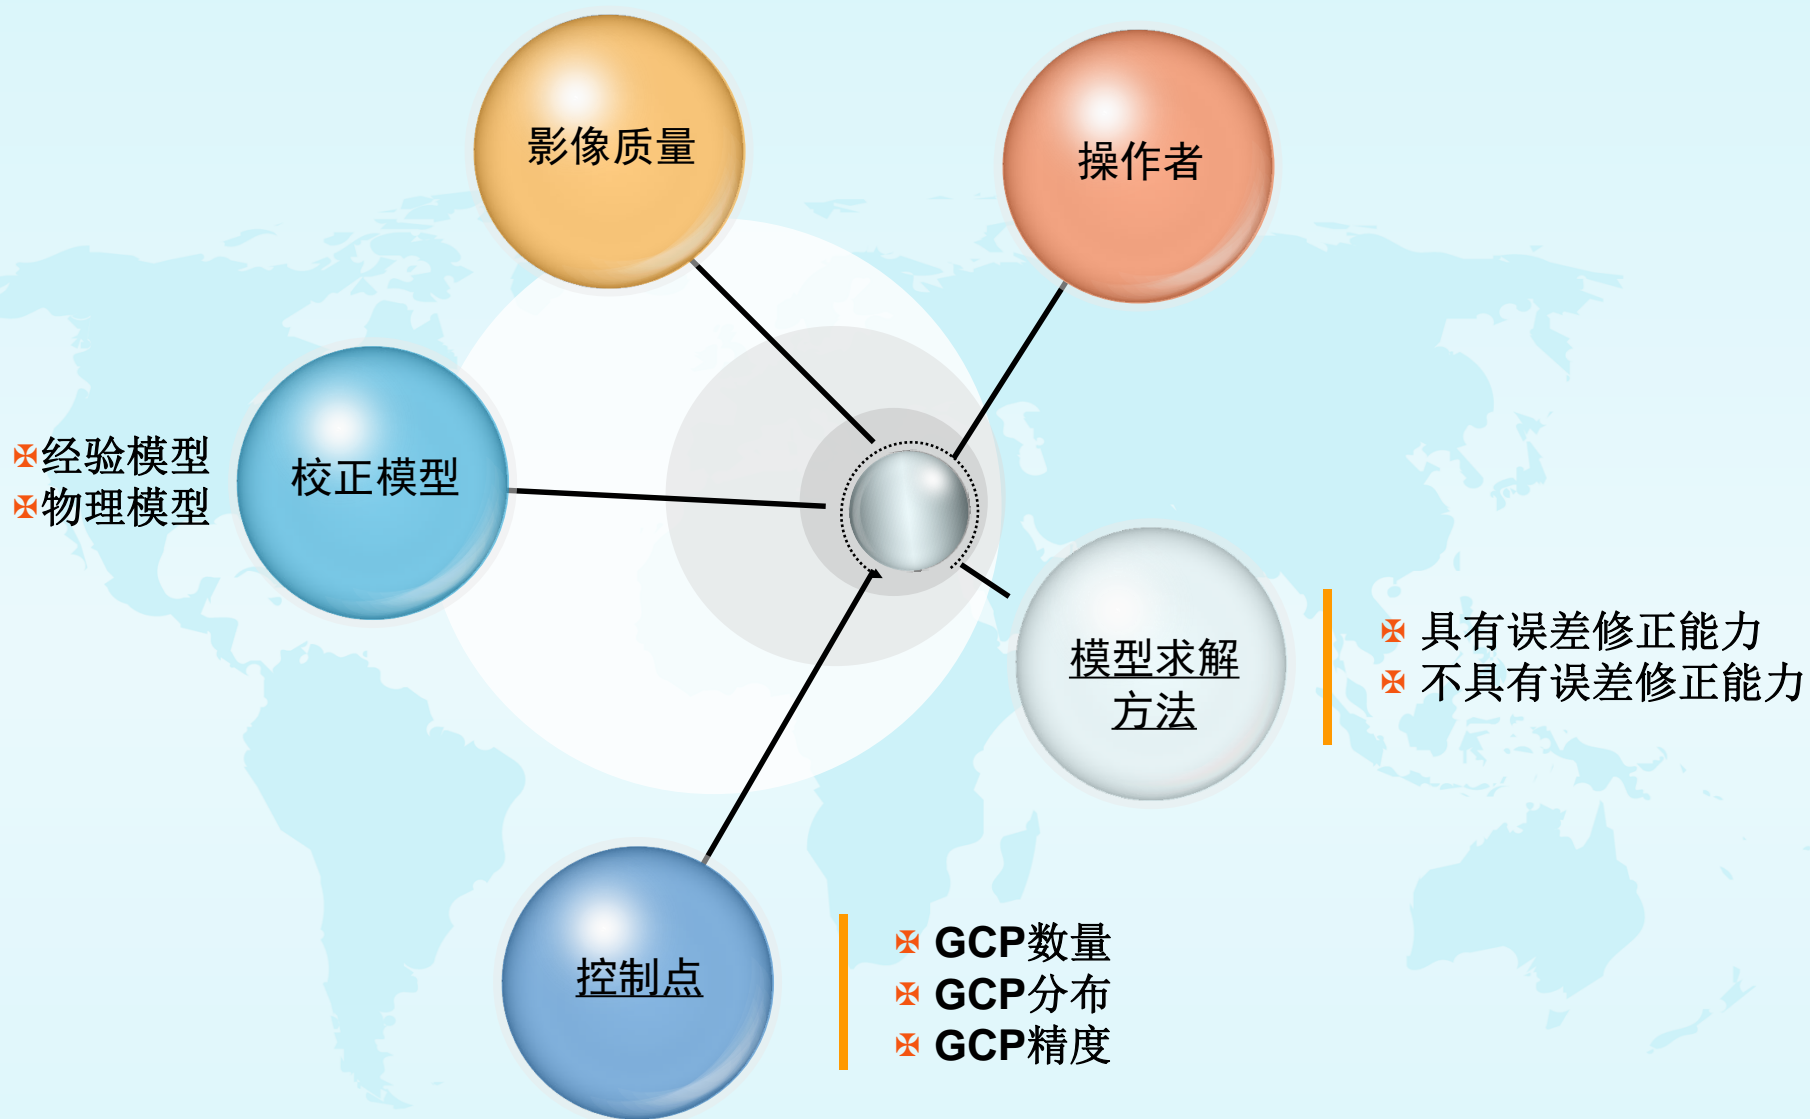 影像质量
操作者
校正模型
经验模型
物理模型
模型求解
方法
具有误差修正能力
不具有误差修正能力
控制点
GCP数量
GCP分布
GCP精度